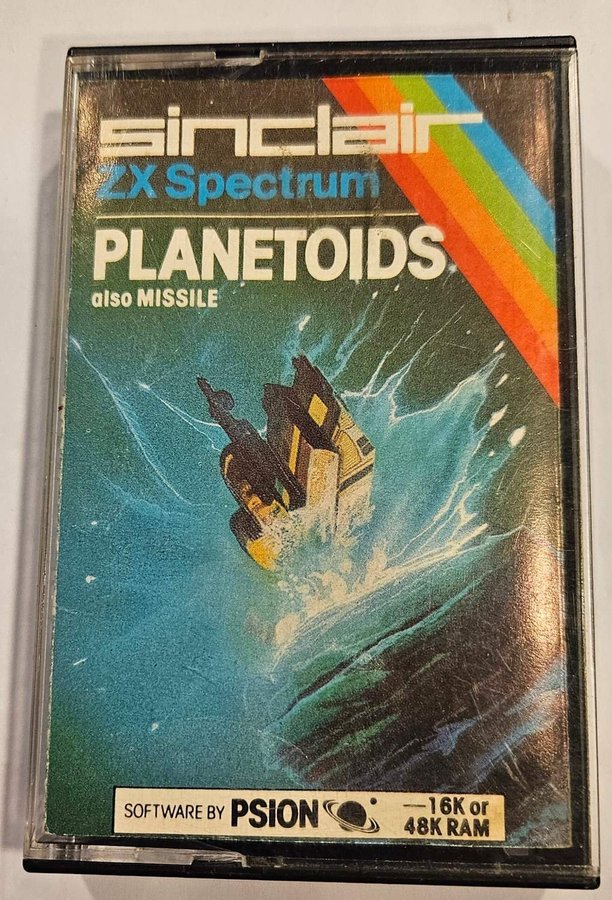 sinclair
ZX Spectrum
PLANETOIDS
also MISSILE
SOFTWARE BY PSION
—16K or
48K RAM